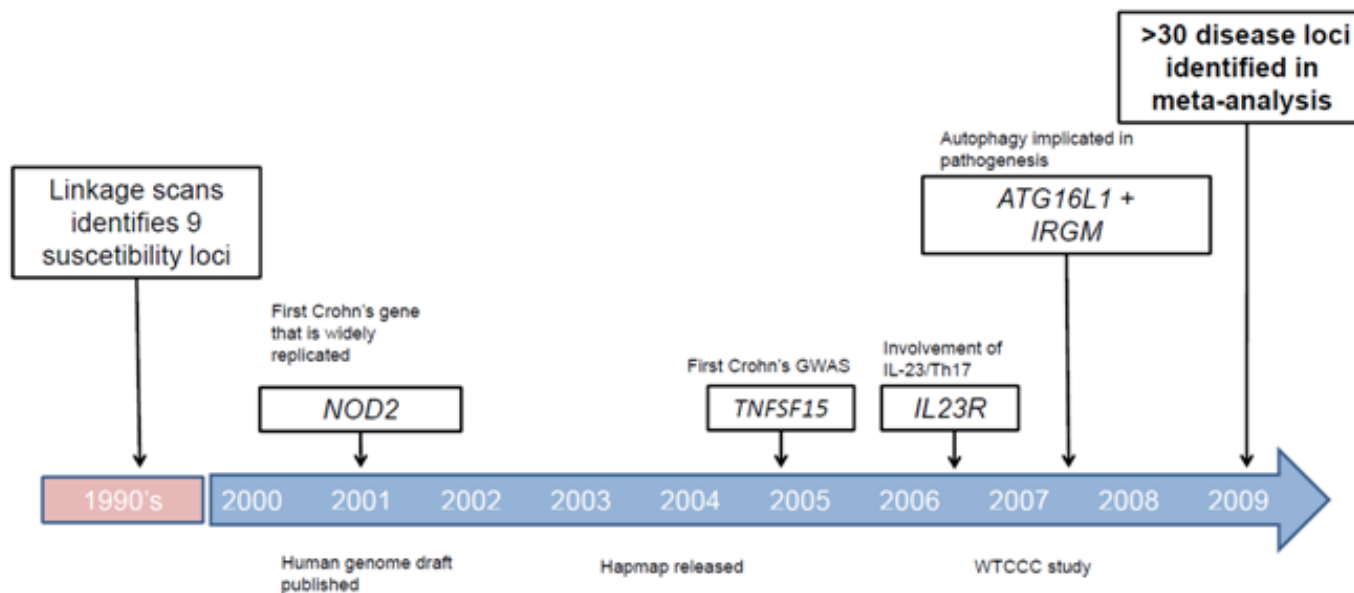 >30 disease loci
identified in
meta-analysis
Autophagy implicated in
pathogenesis
ATG16L1 +
IRGM
Linkage scans
identifies 9
suscetibility loci
First Crohn's gene
that is widely
replicated
NOD2
First Crohn's GWAS
TNFSF15
Involvement of
IL-23/Th17
IL23R
1990's 2000 2001 2002 2003 2004 2005 2006 2007 2008 2009
Human genome draft
published
Hapmap released
WTCCC study